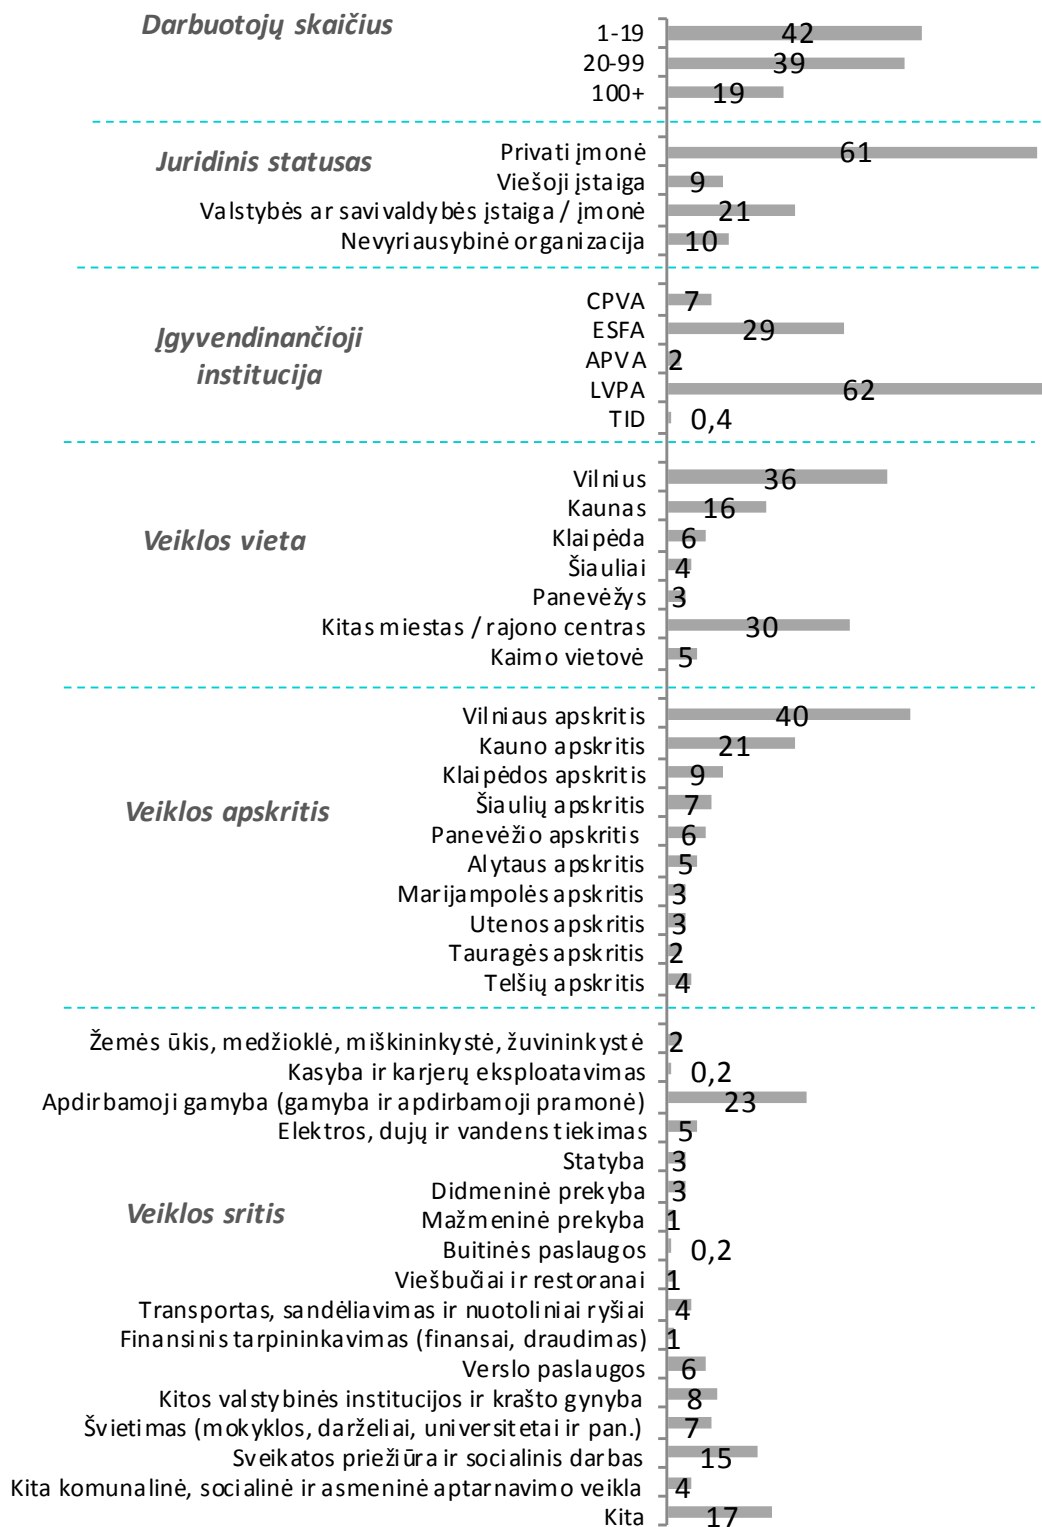 Darbuotojų skaičius
1-19 42
20-99 39
100+ 19
Juridinis statusas
Privati įmonė 61
Viešoji įstaiga 9
Valstybės ar savivaldybės įstaiga / įmonė 21
Nevyriausybinė organizacija 10
Įgyvendinančioji
institucija
CPVA 7
ESFA 29
APVA 2
LVPA 62
TID 0,4
Veiklos vieta
Vilnius 36
Kaunas 16
Klaipėda 6
Šiauliai 4
Panevėžys 3
Kitas miestas / rajono centras 30
Kaimo vietovė 5
Veiklos apskritis
Vilniaus apskritis 40
Kauno apskritis 21
Klaipėdos apskritis 9
Šiaulių apskritis 7
Panevėžio apskritis 6
Alytaus apskritis 5
Marijampolės apskritis 3
Utenos apskritis 3
Tauragės apskritis 2
Telšių apskritis 4
Veiklos sritis
Žemės ūkis, medžioklė, miškininkystė, žuvininkystė 2
Kasyba ir karjerų eksploatavimas 0,2
Apdirbamoji gamyba (gamyba ir apdirbamoji pramonė) 23
Elektros, dujų ir vandens tiekimas 5
Statyba 3
Didmeninė prekyba 3
Mažmeninė prekyba 1
Buitinės paslaugos 0,2
Viešbučiai ir restoranai 1
Transportas, sandėliavimas ir nuotoliniai ryšiai 4
Finansinis tarpininkavimas (finansai, draudimas) 1
Verslo paslaugos 6
Kitos valstybinės institucijos ir krašto gynyba 8
Švietimas (mokyklos, darželiai, universitetai ir pan.) 7
Sveikatos priežiūra ir socialinis darbas 15
Kita komunalinė, socialinė ir asmeninė aptarnavimo veikla 4
Kita 17